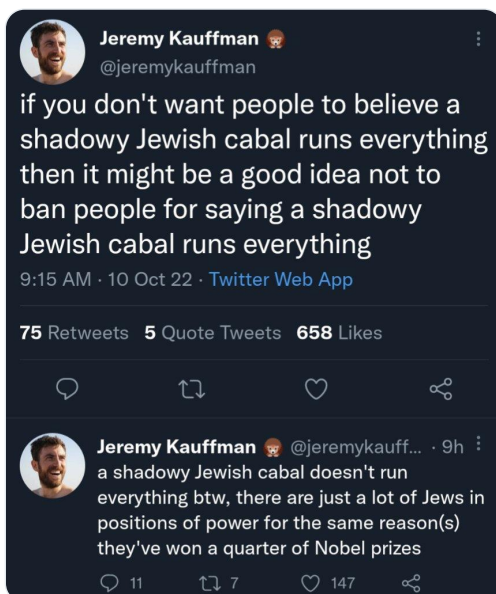 Jeremy Kauffman
@jeremykauffman
if you don't want people to believe a
shadowy Jewish cabal runs everything
then it might be a good idea not to
ban people for saying a shadowy
Jewish cabal runs everything
9:15 AM · 10 Oct 22 · Twitter Web App
75 Retweets 5 Quote Tweets 658 Likes
Jeremy Kauffman @jeremykauff... · 9h
a shadowy Jewish cabal doesn't run
everything btw, there are just a lot of Jews in
positions of power for the same reason(s)
they've won a quarter of Nobel prizes
11 7 147